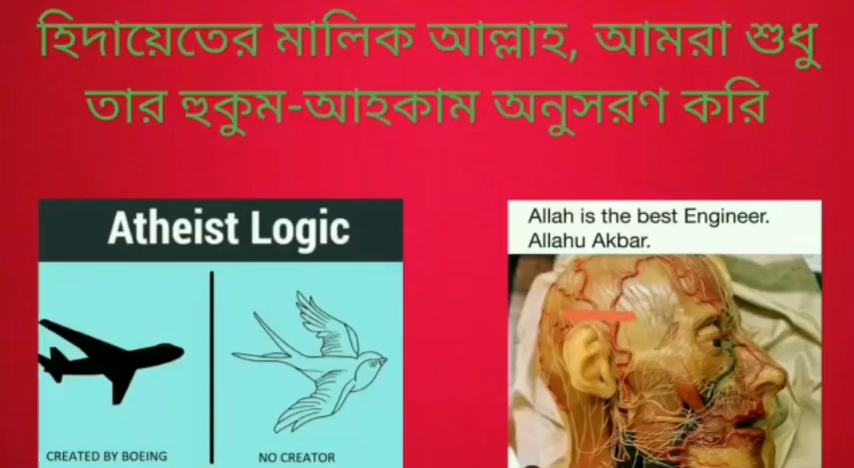 হিদায়েতের মালিক আল্লাহ, আমরা শুধু
তার হুকুম-আহকাম অনুসরণ করি
Atheist Logic
CREATED BY BOEING
NO CREATOR
Allah is the best Engineer.
Allahu Akbar.